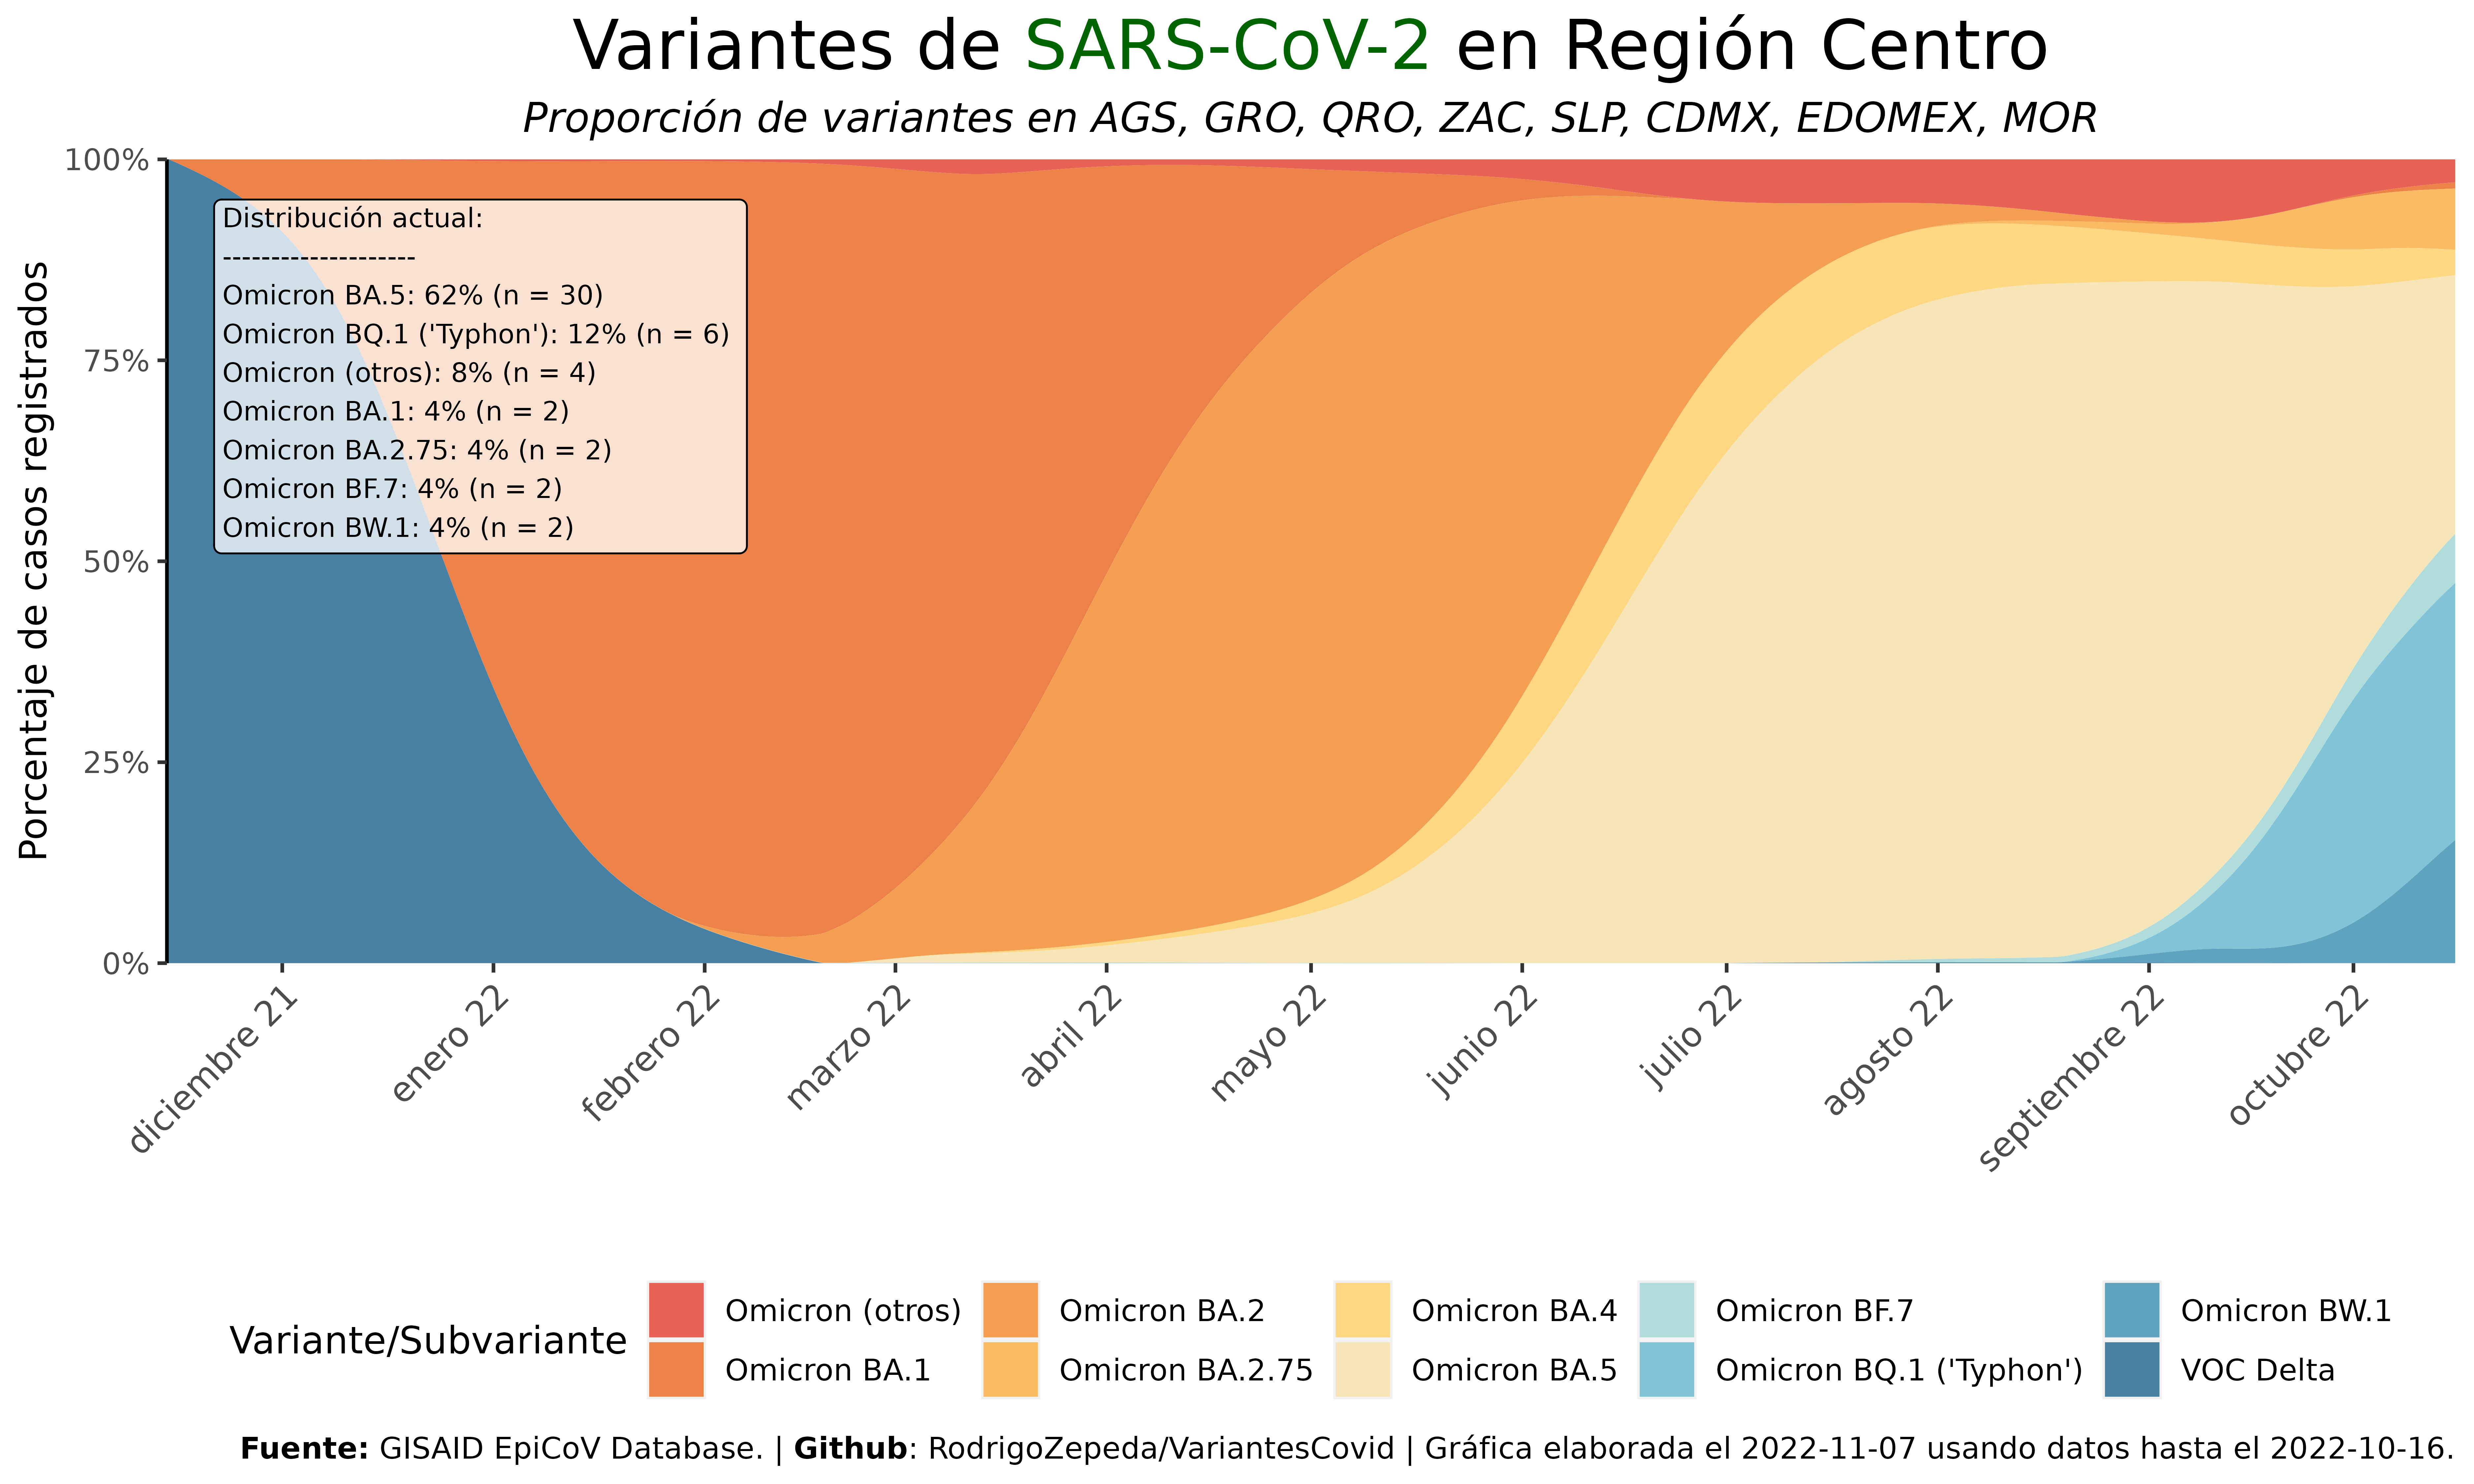 Variantes de SARS-CoV-2 en Región Centro
Proporción de variantes en AGS, GRO, QRO, ZAC, SLP, CDMX, EDOMEX, MOR
Porcentaje de casos registrados
100%
75%
50%
25%
0%
Distribución actual:
--------------------
Omicron BA.5: 62% (n = 30)
Omicron BQ.1 ('Typhon'): 12% (n = 6)
Omicron (otros): 8% (n = 4)
Omicron BA.1: 4% (n = 2)
Omicron BA.2.75: 4% (n = 2)
Omicron BF.7: 4% (n = 2)
Omicron BW.1: 4% (n = 2)
diciembre 21
enero 22
febrero 22
marzo 22
abril 22
mayo 22
junio 22
julio 22
agosto 22
septiembre 22
octubre 22
Variante/Subvariante
Omicron (otros)
Omicron BA.1
Omicron BA.2
Omicron BA.2.75
Omicron BA.4
Omicron BA.5
Omicron BF.7
Omicron BQ.1 ('Typhon')
Omicron BW.1
VOC Delta
Fuente: GISAID EpiCoV Database. | Github: RodrigoZepeda/VariantesCovid | Gráfica elaborada el 2022-11-07 usando datos hasta el 2022-10-16.